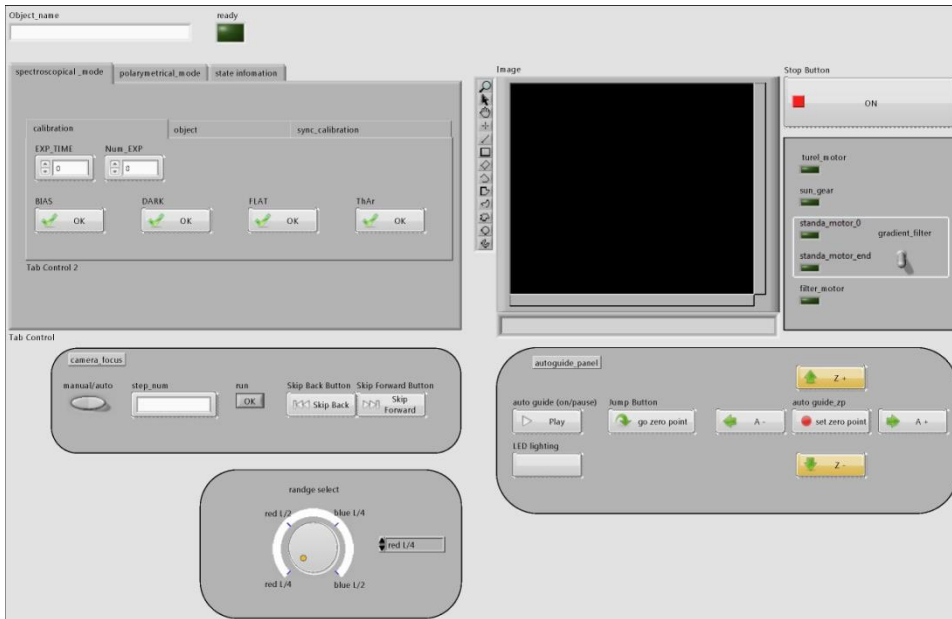 Object_name
ready
spectroscopical _mode
polarymetrical_mode
state infomation
calibration
object
sync_calibration
EXP_TIME
Num_EXP
0
0
BIAS
DARK
FLAT
ThAr
OK
OK
OK
OK
Tab Control 2
Tab Control
Image
Stop Button
ON
turel_motor
sun_gear
standa_motor_0
gradient_filter
standa_motor_end
filter_motor
camera_focus
manual/auto
step_num
run
OK
Skip Back Button
Skip Forward Button
Skip Back
Skip
Forward
autoguide_panel
Z +
auto guide (on/pause)
Jump Button
auto guide_zp
Play
go zero point
A -
set zero point
A +
LED lighting
Z -
randge select
red L/2
blue L/4
red L/4
red L/4
blue L/2